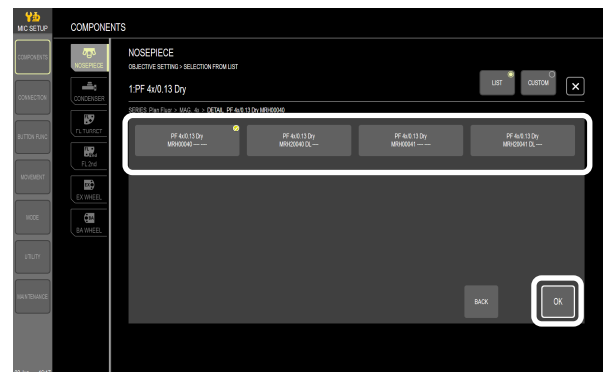 MIC SETUP
COMPONENTS
COMPONENTS
CONNECTION
BUTTON FUNC
MOVEMENT
MODE
UTILITY
MAINTENANCE
NOSEPIECE
CONDENSER
FL TURRET
FL 2nd
EX WHEEL
BA WHEEL
NOSEPIECE
OBJECTIVE SETTING > SELECTION FROM LIST
1:PF 4x/0.13 Dry
LIST
CUSTOM
SERIES Plan Fluor > MAG. 4x > DETAIL PF 4x/0.13 Dry MRH00040
PF 4x/0.13 Dry
MRH00040 --- ---
PF 4x/0.13 Dry
MRH20040 DL ---
PF 4x/0.13 Dry
MRH00041 --- ---
PF 4x/0.13 Dry
MRH20041 DL ---
BACK
OK